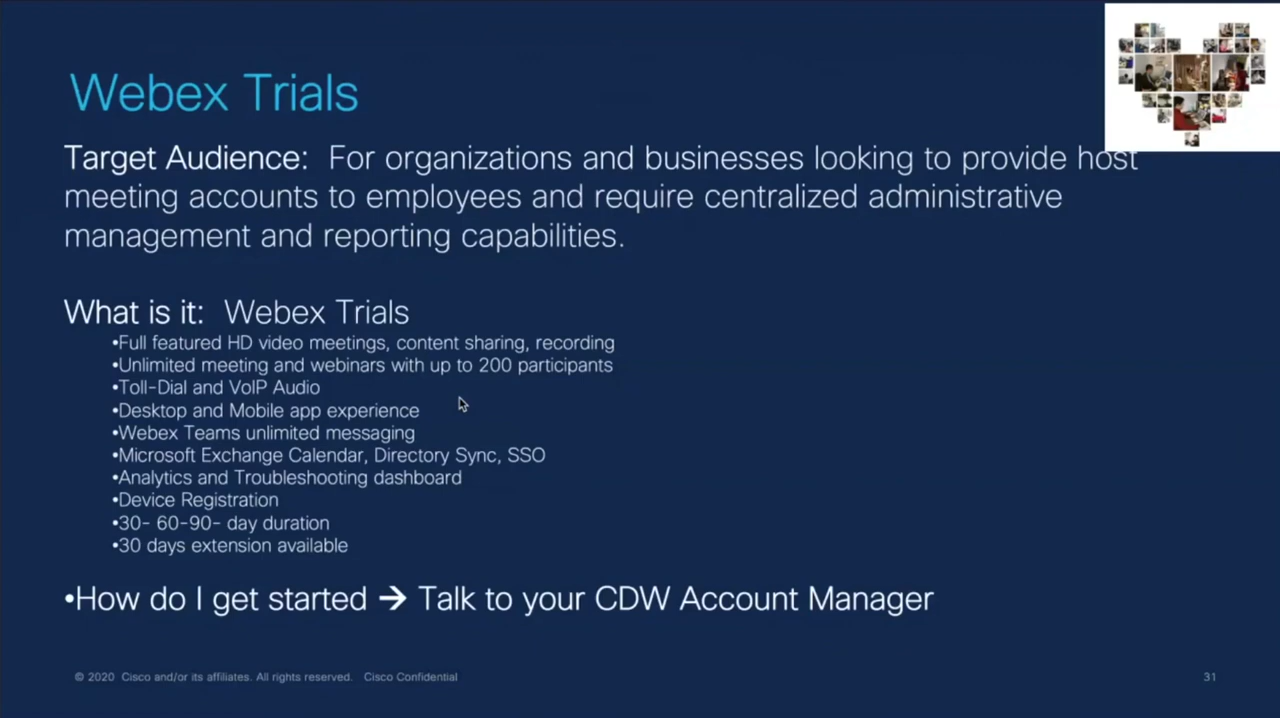 Webex Trials
Target Audience: For organizations and businesses looking to provide host
meeting accounts to employees and require centralized administrative
management and reporting capabilities.
What is it: Webex Trials
•Full featured HD video meetings, content sharing, recording
•Unlimited meeting and webinars with up to 200 participants
•Toll-Dial and VoIP Audio
•Desktop and Mobile app experience
•Webex Teams unlimited messaging
•Microsoft Exchange Calendar, Directory Sync, SSO
•Analytics and Troubleshooting dashboard
•Device Registration
•30- 60-90- day duration
•30 days extension available
•How do I get started → Talk to your CDW Account Manager
© 2020 Cisco and/or its affiliates. All rights reserved. Cisco Confidential
31